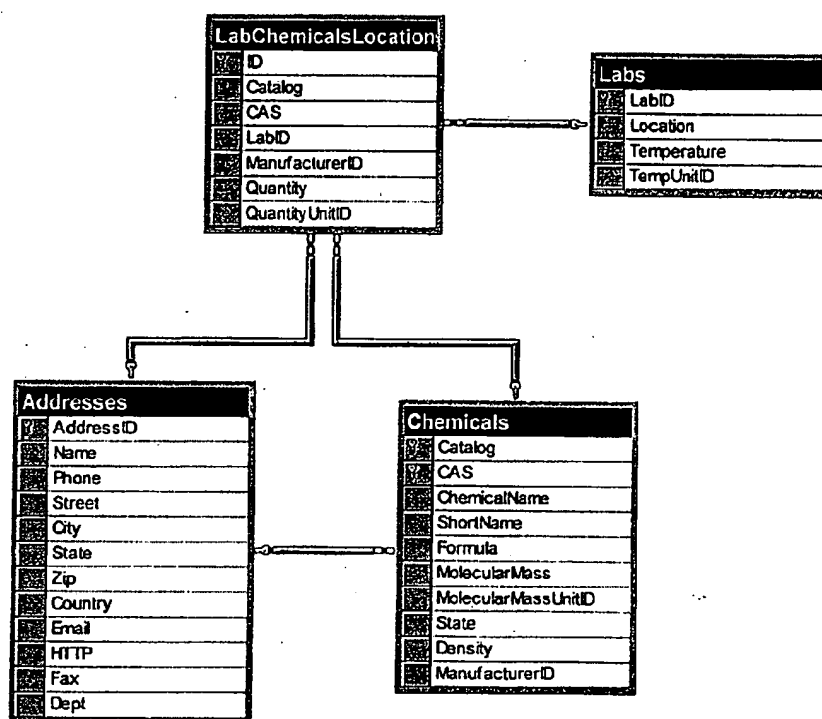 LabChemicalsLocation
ID
Catalog
CAS
LabID
ManufacturerID
Quantity
QuantityUnitID
Labs
LabID
Location
Temperature
TempUnitID
Addresses
AddressID
Name
Phone
Street
City
State
Zip
Country
Email
HTTP
Fax
Dept
Chemicals
Catalog
CAS
ChemicalName
ShortName
Formula
MolecularMass
MolecularMassUnitID
State
Density
ManufacturerID